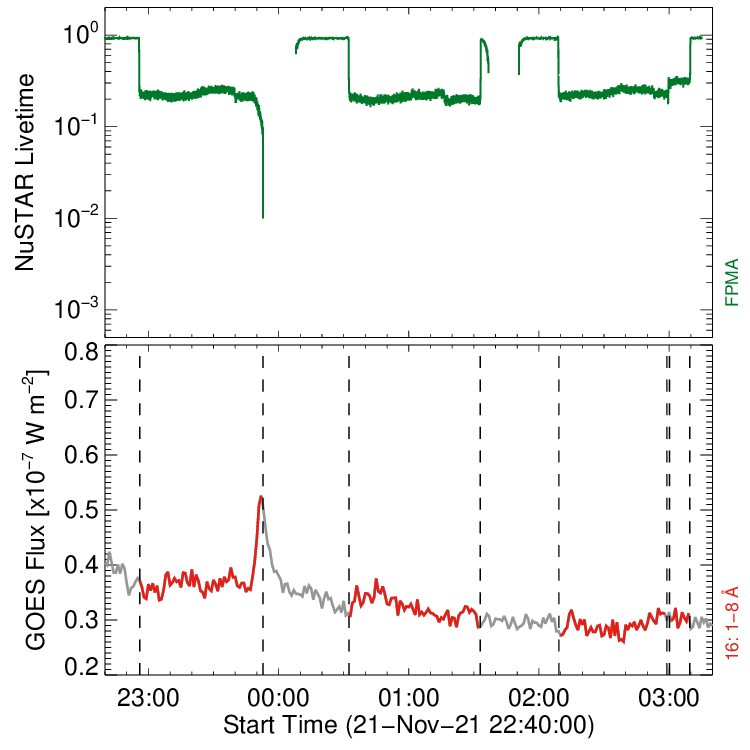 10⁰
10⁻¹
10⁻²
10⁻³
NuSTAR Livetime
FPMA
0.8
0.7
0.6
0.5
0.4
0.3
0.2
GOES Flux [x10⁻⁷ W m⁻²]
16: 1−8 Å
23:00 00:00 01:00 02:00 03:00
Start Time (21−Nov−21 22:40:00)